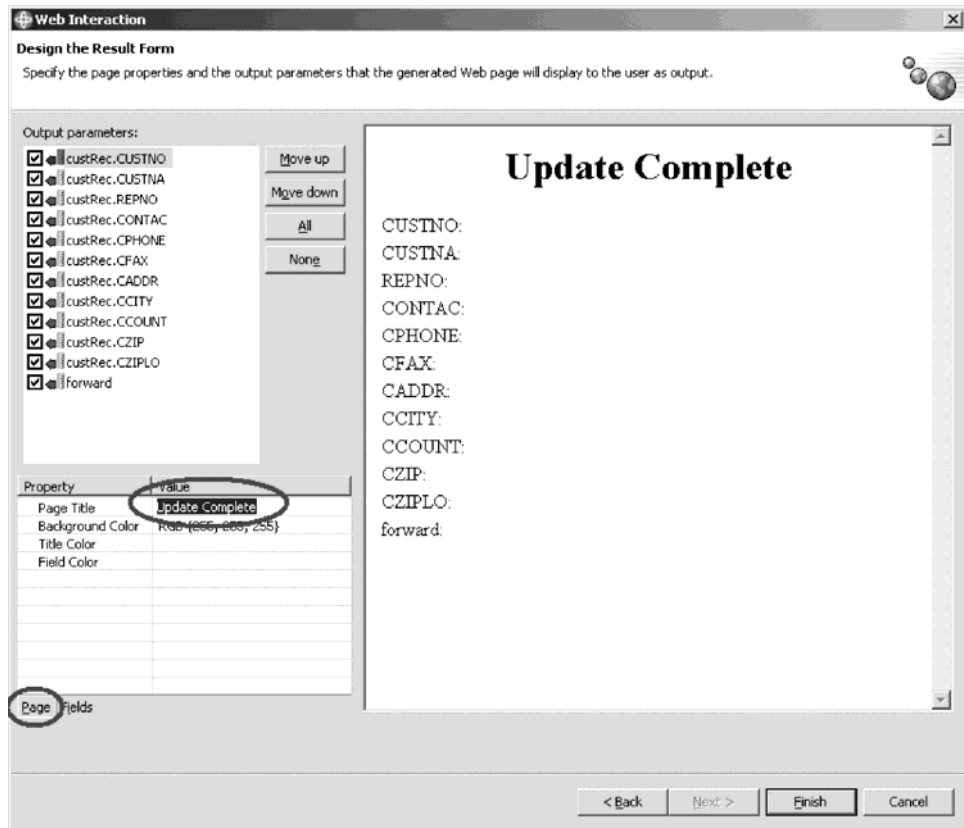 Web Interaction
Design the Result Form
Specify the page properties and the output parameters that the generated Web page will display to the user as output.
Output parameters:
custRec.CUSTNO
custRec.CUSTNA
custRec.REPNO
custRec.CONTAC
custRec.CPHONE
custRec.CFAX
custRec.CADDR
custRec.CCITY
custRec.CCOUNT
custRec.CZIP
custRec.CZIPLO
forward
Move up
Move down
All
None
Property Value
Page Title Update Complete
Background Color RGB {255, 255, 255}
Title Color
Field Color
Page Fields
Update Complete
CUSTNO:
CUSTNA:
REPNO:
CONTAC:
CPHONE:
CFAX:
CADDR:
CCITY:
CCOUNT:
CZIP:
CZIPLO:
forward:
< Back Next > Finish Cancel